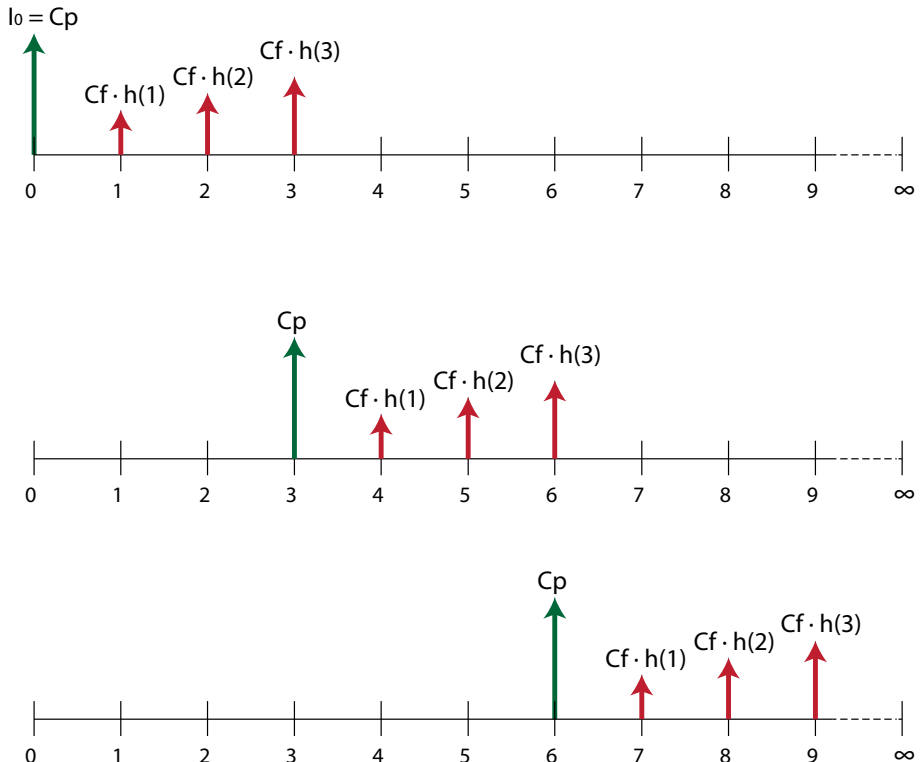 I₀ = Cp
Cf · h(1) Cf · h(2) Cf · h(3)
0 1 2 3 4 5 6 7 8 9 ∞
Cp
Cf · h(1) Cf · h(2) Cf · h(3)
0 1 2 3 4 5 6 7 8 9 ∞
Cp
Cf · h(1) Cf · h(2) Cf · h(3)
0 1 2 3 4 5 6 7 8 9 ∞